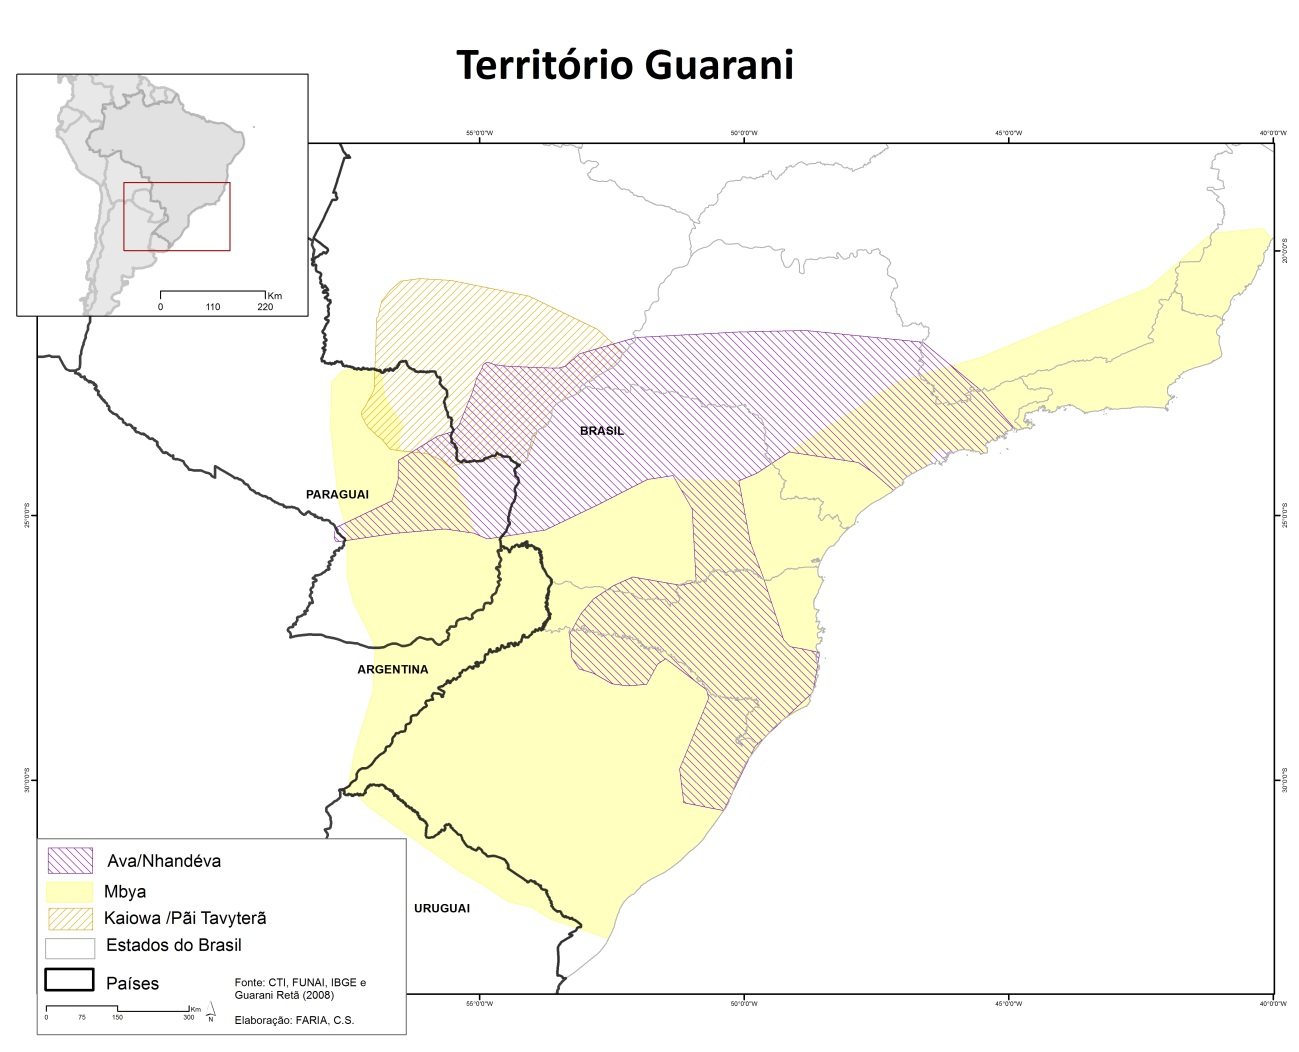 Território Guarani
55°0'0"W
50°0'0"W
45°0'0"W
40°0'0"W
Km
0
110
220
20°0'0"S
20°0'0"S
BRASIL
PARAGUAI
25°0'0"S
25°0'0"S
ARGENTINA
30°0'0"S
30°0'0"S
URUGUAI
Ava/Nhandéva
Mbya
Kaiowa /Pãi Tavyterã
Estados do Brasil
Países
Fonte: CTI, FUNAI, IBGE e
Guarani Retã (2008)
Elaboração: FARIA, C.S.
Km
0
75
150
300
N
55°0'0"W
50°0'0"W
45°0'0"W
40°0'0"W